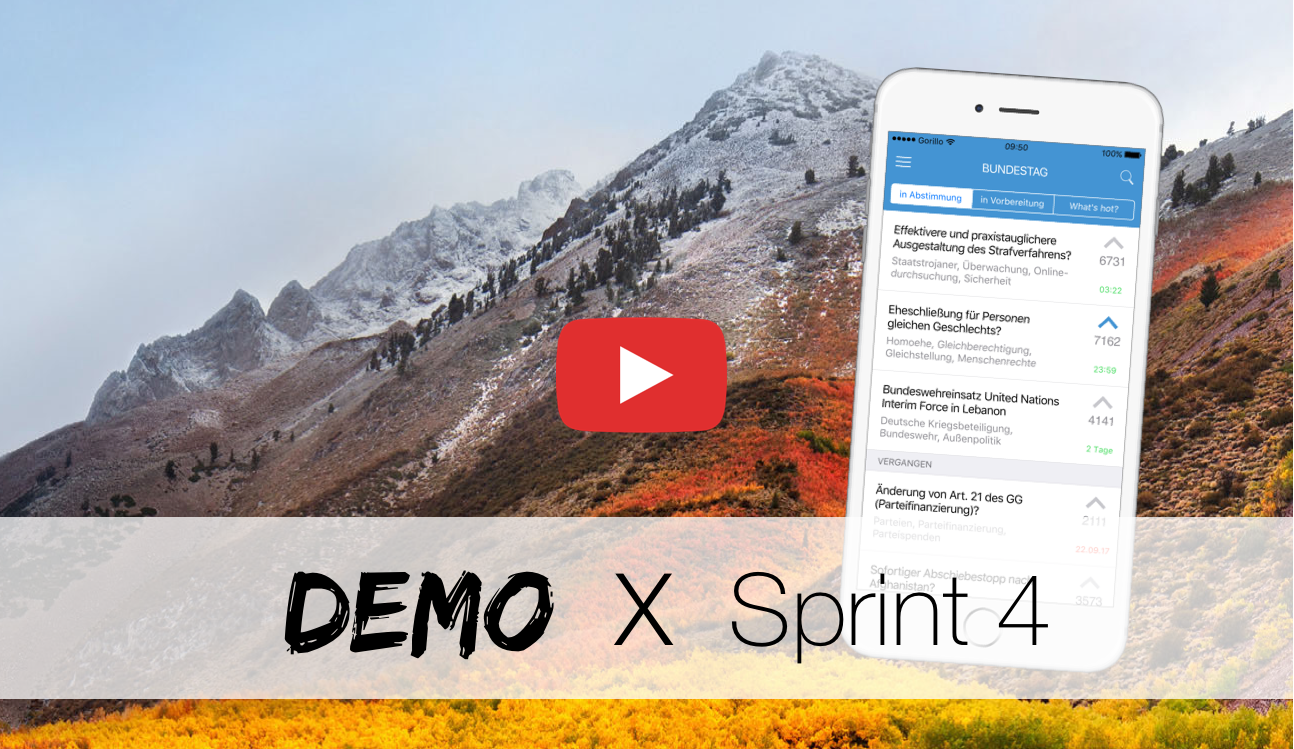 Gorillo
09:50
100%
BUNDESTAG
in Abstimmung
in Vorbereitung
What's hot?
Effektivere und praxistauglichere
Ausgestaltung des Strafverfahrens?
6731
Staatstrojaner, Überwachung, Online-
durchsuchung, Sicherheit
03:22
Eheschließung für Personen
gleichen Geschlechts?
7162
Homoehe, Gleichberechtigung,
Gleichstellung, Menschenrechte
23:59
Bundeswehreinsatz United Nations
Interim Force in Lebanon
4141
Deutsche Kriegsbeteiligung,
Bundeswehr, Außenpolitik
2 Tage
VERGANGEN
Änderung von Art. 21 des GG
(Parteifinanzierung)?
2111
Parteien, Parteifinanzierung,
Parteispenden
22.09.17
Sofortiger Abschiebestopp nach
Afghanistan?
3573
DEMO X Sprint 4